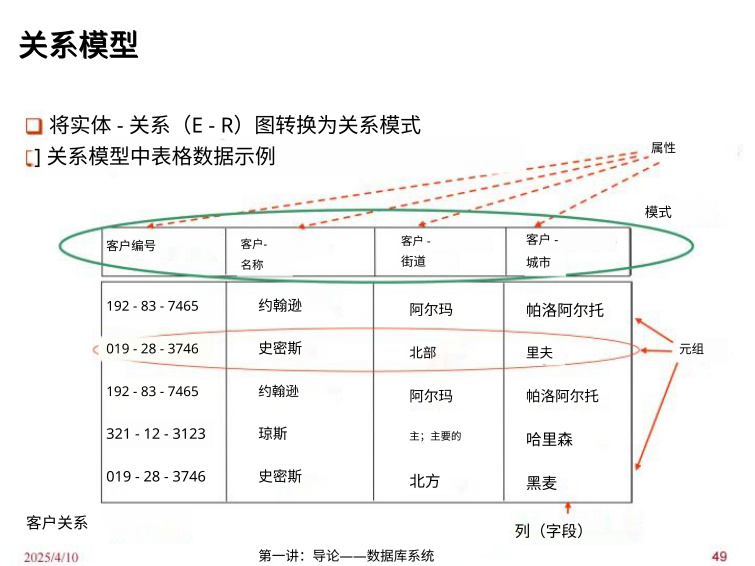 关系模型
将实体 - 关系（E - R）图转换为关系模式
] 关系模型中表格数据示例
属性
模式
客户编号
客户-
名称
客户 -
街道
客户 -
城市
192 - 83 - 7465 约翰逊 阿尔玛 帕洛阿尔托
019 - 28 - 3746 史密斯 北部 里夫
元组
192 - 83 - 7465 约翰逊 阿尔玛 帕洛阿尔托
321 - 12 - 3123 琼斯 主；主要的 哈里森
019 - 28 - 3746 史密斯 北方 黑麦
客户关系
列（字段）
2025/4/10 第一讲：导论——数据库系统 49